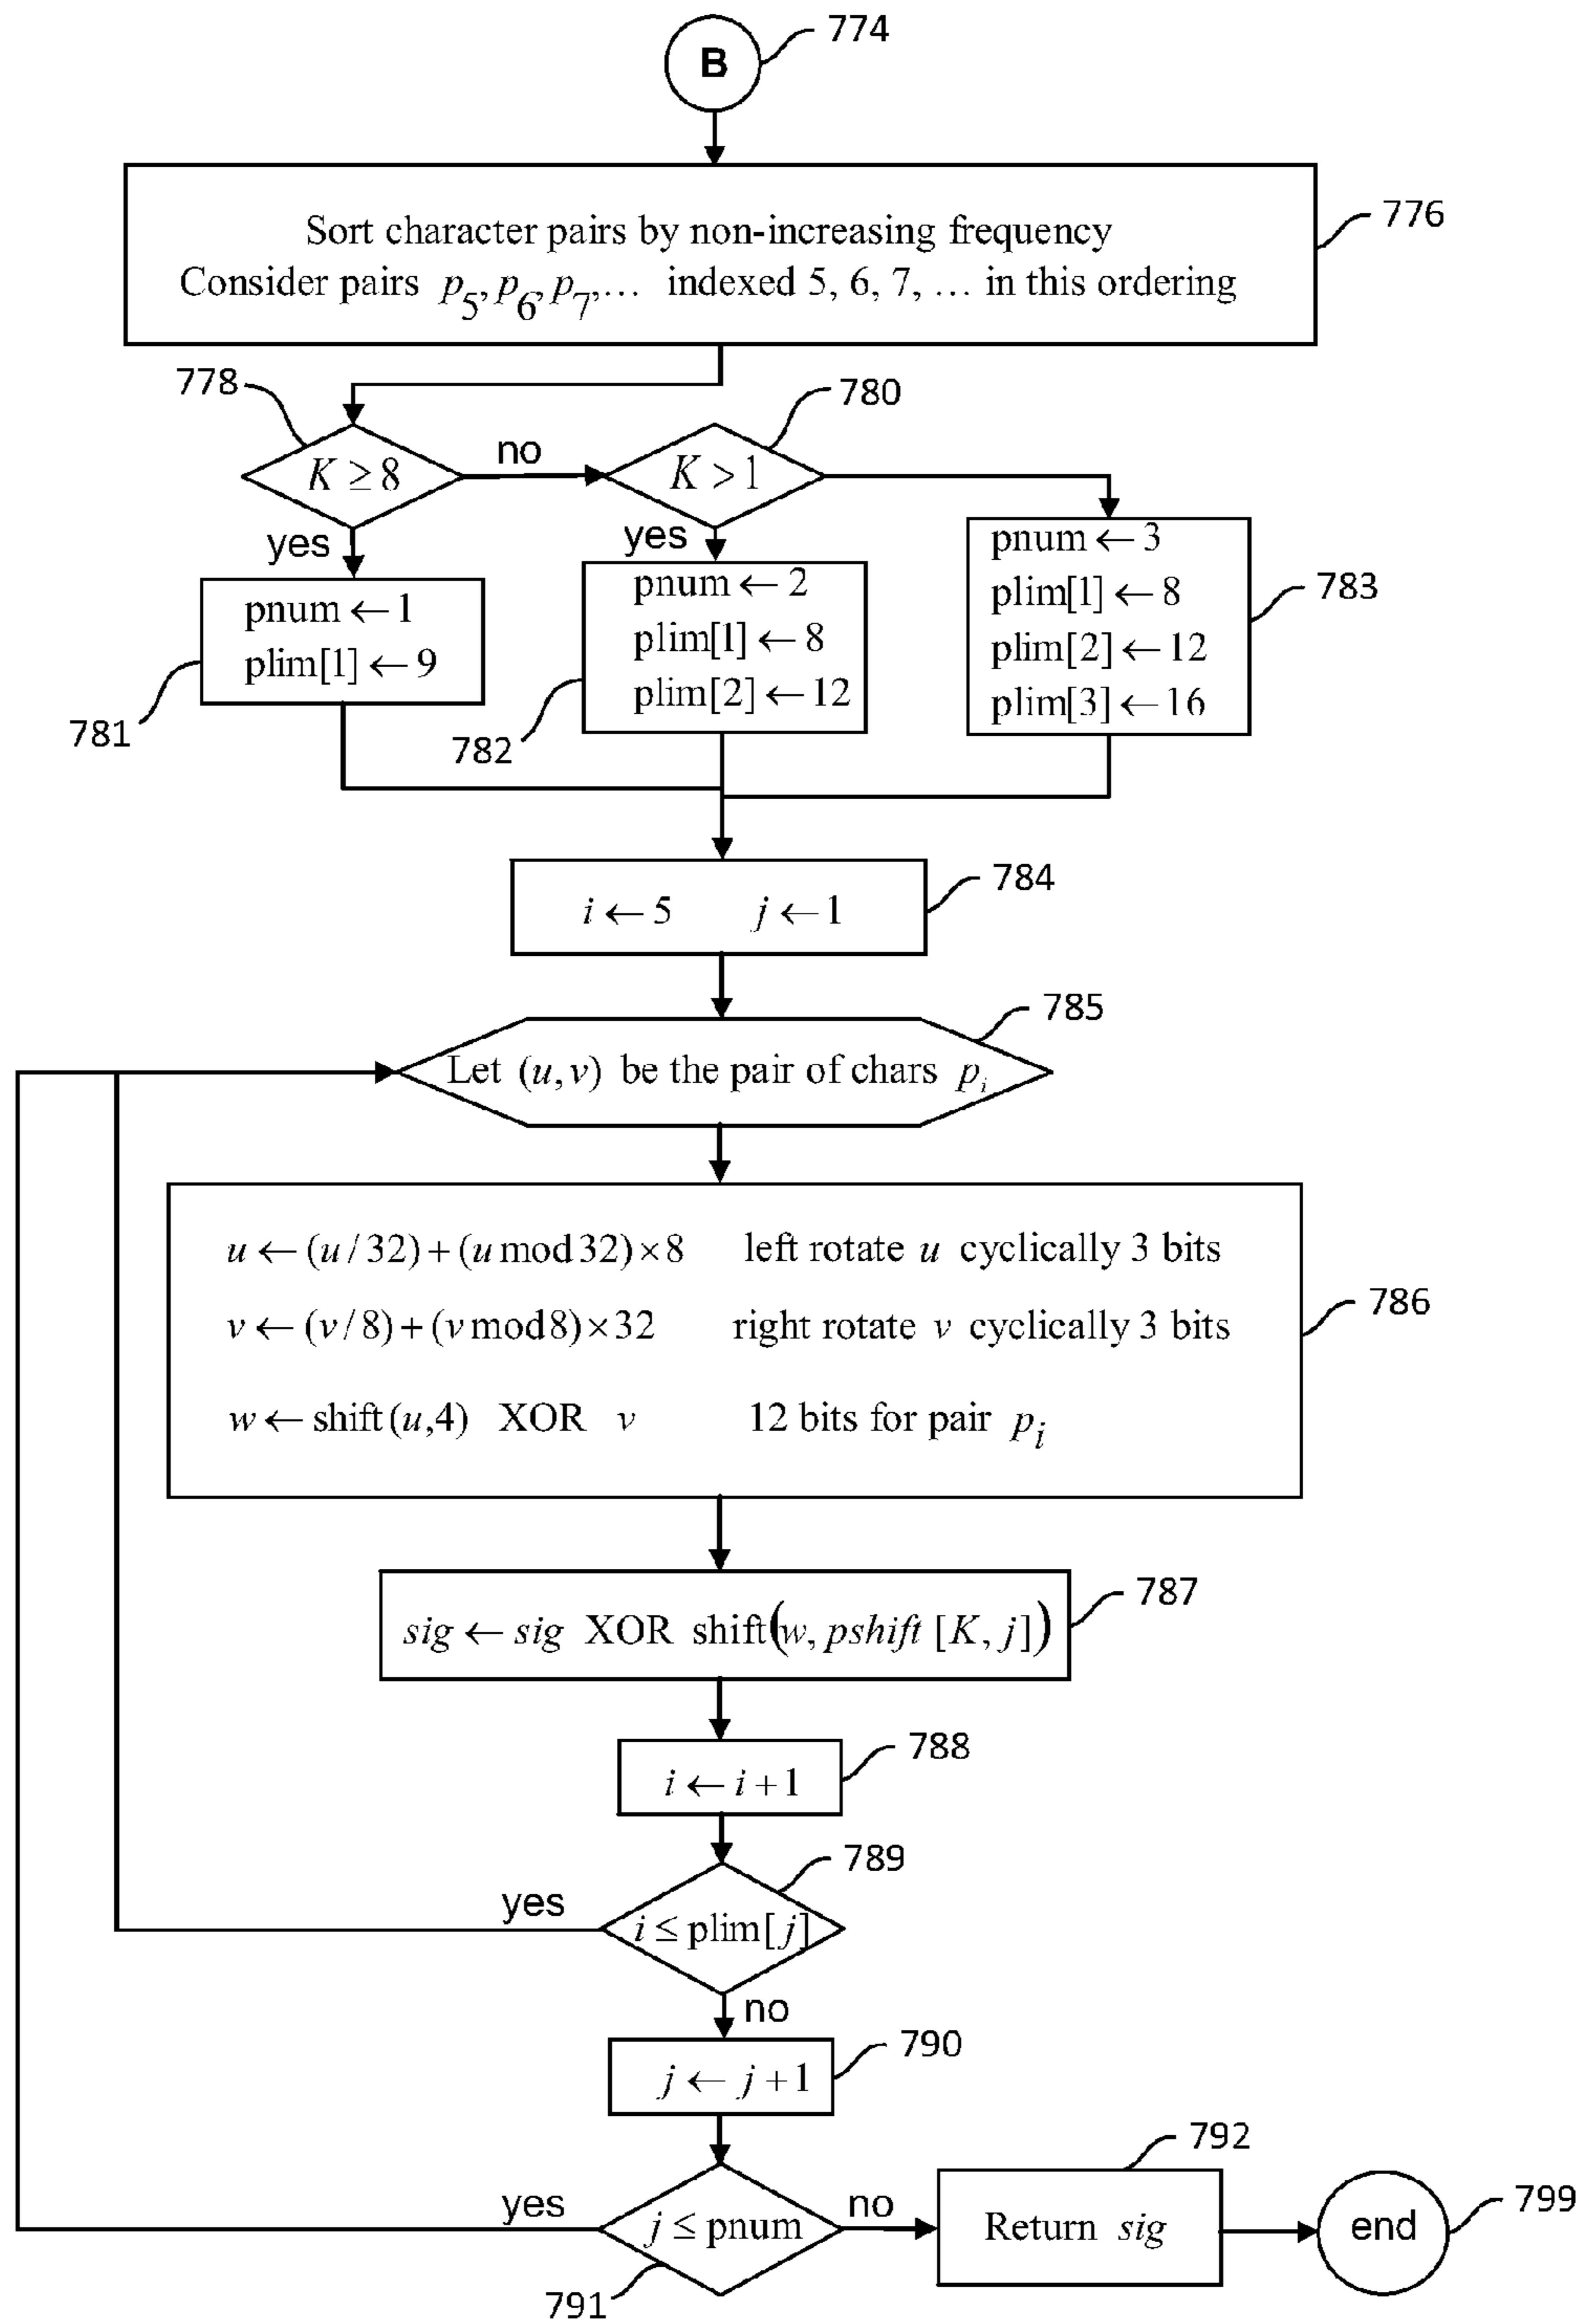 B
774
Sort character pairs by non-increasing frequency
Consider pairs p₅, p₆, p₇, … indexed 5, 6, 7, … in this ordering
776
778
K ≥ 8
no
780
K > 1
yes
yes
pnum ← 1
plim[1] ← 9
781
pnum ← 2
plim[1] ← 8
plim[2] ← 12
782
pnum ← 3
plim[1] ← 8
plim[2] ← 12
plim[3] ← 16
783
i ← 5 j ← 1
784
Let (u, v) be the pair of chars pᵢ
785
u ← (u / 32) + (u mod 32) × 8 left rotate u cyclically 3 bits
v ← (v / 8) + (v mod 8) × 32 right rotate v cyclically 3 bits
w ← shift (u,4) XOR v 12 bits for pair pᵢ
786
sig ← sig XOR shift(w, pshift [K, j])
787
i ← i + 1
788
789
yes
i ≤ plim[j]
no
j ← j + 1
790
yes
j ≤ pnum
791
no
Return sig
792
end
799